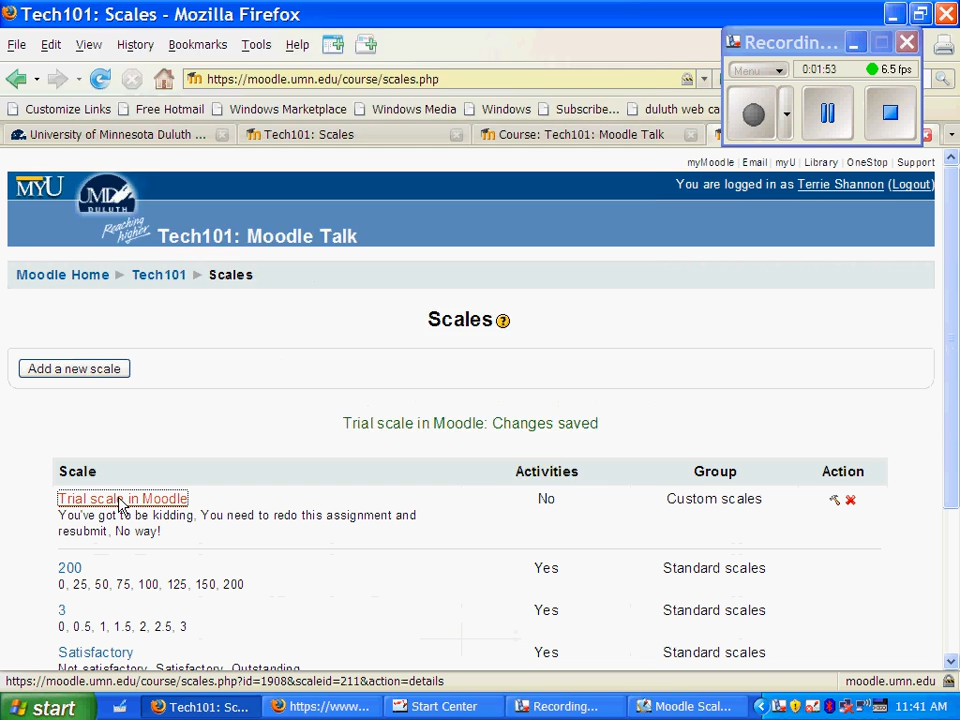 Tech101: Scales - Mozilla Firefox
File Edit View History Bookmarks Tools Help
Recordin...
Menu 0:01:53 6.5 fps
https://moodle.umn.edu/course/scales.php
Customize Links Free Hotmail Windows Marketplace Windows Media Windows Subscribe... duluth web ca
University of Minnesota Duluth ... Tech101: Scales Course: Tech101: Moodle Talk
myMoodle Email myU Library OneStop Support
MYU UMD DULUTH Reaching higher
You are logged in as Terrie Shannon (Logout)
Tech101: Moodle Talk
Moodle Home ► Tech101 ► Scales
Scales
Add a new scale
Trial scale in Moodle: Changes saved
Scale Activities Group Action
Trial scale in Moodle No Custom scales
You've got to be kidding, You need to redo this assignment and
resubmit, No way!
200 Yes Standard scales
0, 25, 50, 75, 100, 125, 150, 200
3 Yes Standard scales
0, 0.5, 1, 1.5, 2, 2.5, 3
Satisfactory Yes Standard scales
Not satisfactory, Satisfactory, Outstanding
https://moodle.umn.edu/course/scales.php?id=1908&scaleid=211&action=details moodle.umn.edu
start Tech101: Sc... https://www... Start Center Recording... Moodle Scal... 11:41 AM